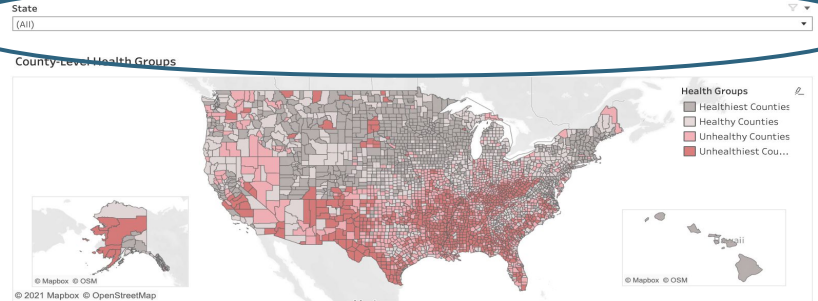 State
(All)
County-Level Health Groups
Health Groups
Healthiest Counties
Healthy Counties
Unhealthy Counties
Unhealthiest Cou...
© Mapbox © OSM
© Mapbox © OSM
© 2021 Mapbox © OpenStreetMap